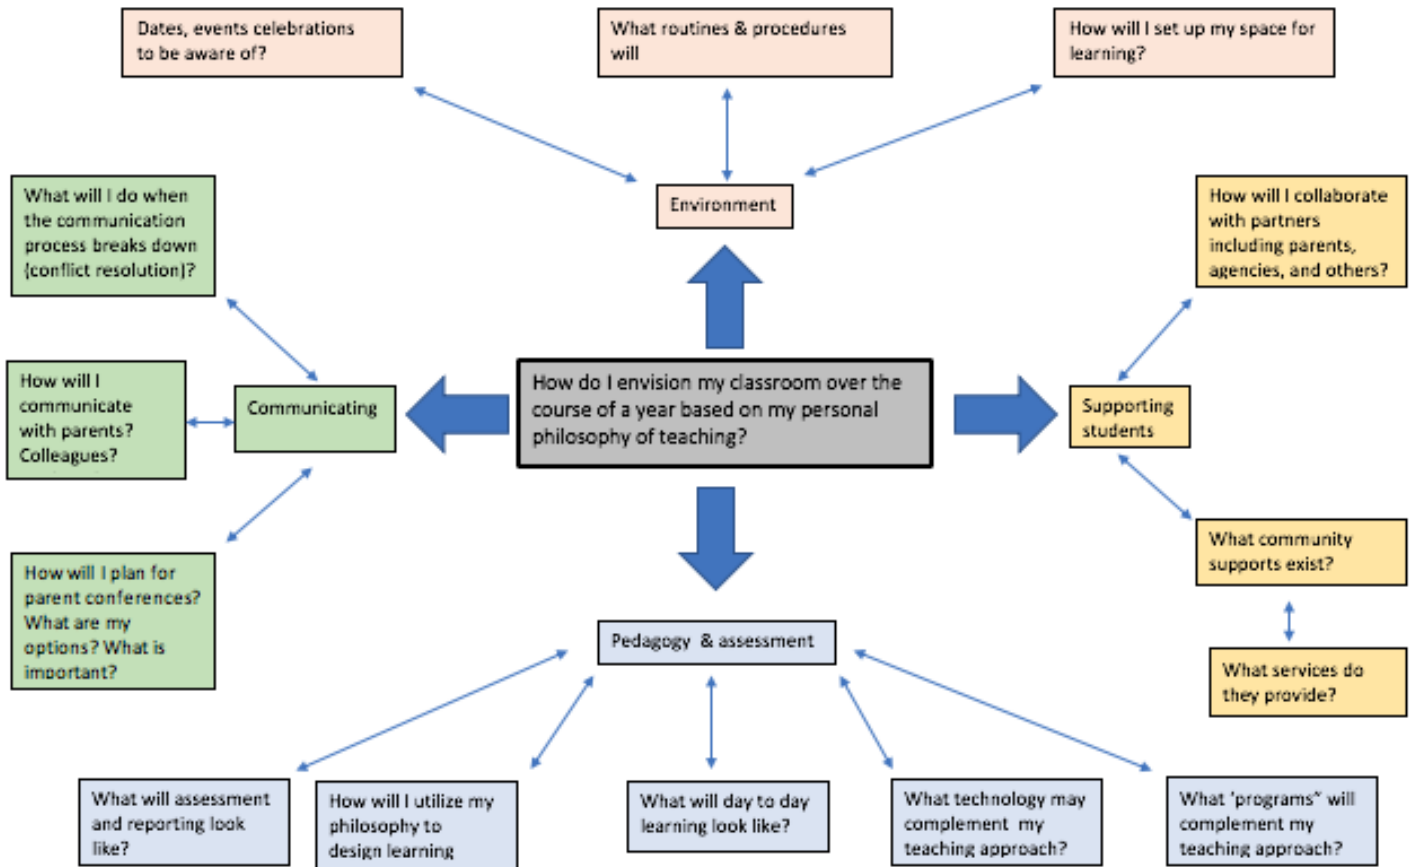 Dates, events celebrations
to be aware of?
What routines & procedures
will
How will I set up my space for
learning?
What will I do when
the communication
process breaks down
(conflict resolution)?
Environment
How will I collaborate
with partners
including parents,
agencies, and others?
How will I
communicate
with parents?
Colleagues?
Communicating
How do I envision my classroom over the
course of a year based on my personal
philosophy of teaching?
Supporting
students
How will I plan for
parent conferences?
What are my
options? What is
important?
What community
supports exist?
Pedagogy & assessment
What services do
they provide?
What will assessment
and reporting look
like?
How will I utilize my
philosophy to
design learning
What will day to day
learning look like?
What technology may
complement my
teaching approach?
What 'programs" will
complement my
teaching approach?